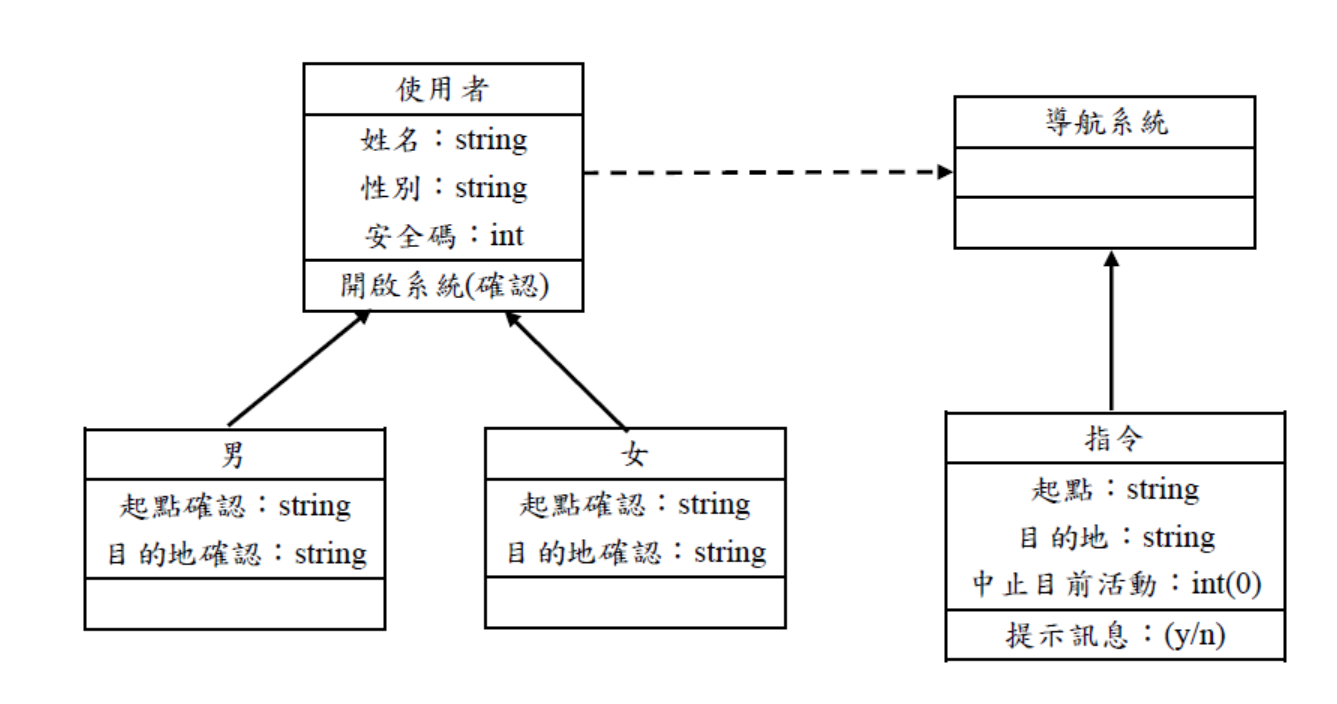 使用者
姓名：string
性別：string
安全碼：int
開啟系統(確認)
導航系統
男
起點確認：string
目的地確認：string
女
起點確認：string
目的地確認：string
指令
起點：string
目的地：string
中止目前活動：int(0)
提示訊息：(y/n)